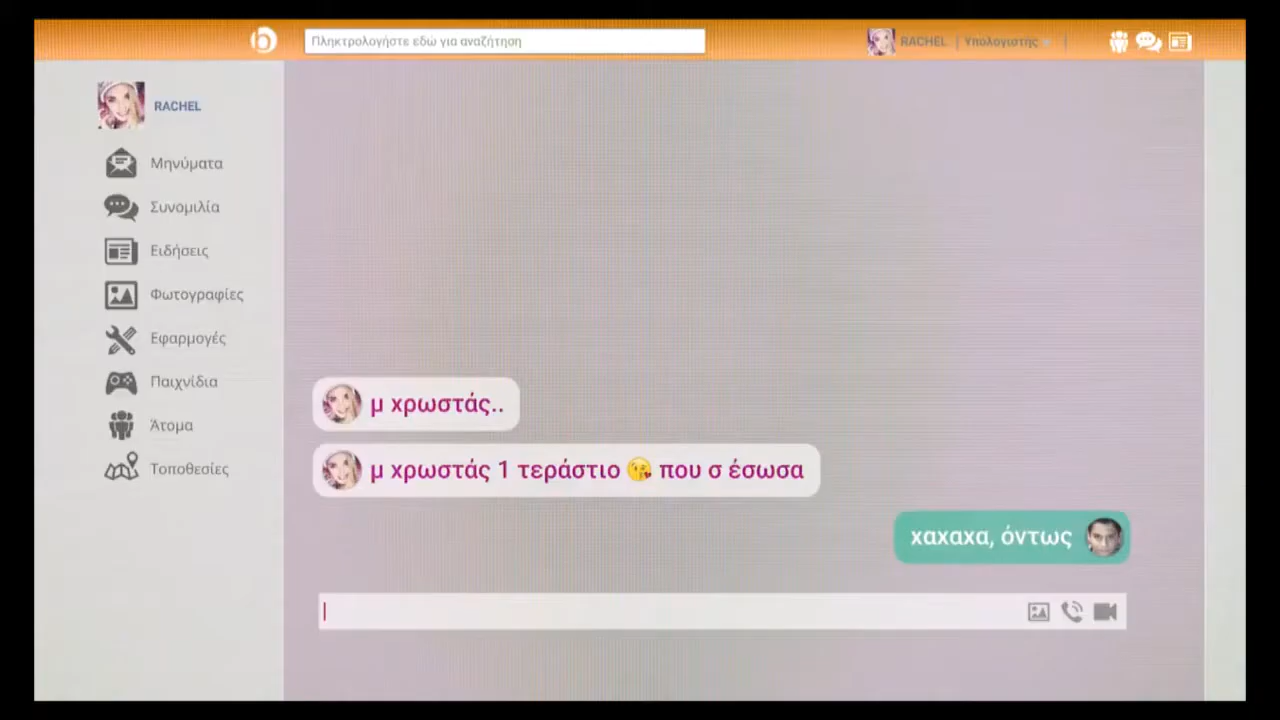 Πληκτρολογήστε εδω για αναζήτηση
RACHEL | Υπολογιστής |
RACHEL
Μηνύματα
Συνομιλία
Ειδήσεις
Φωτογραφίες
Εφαρμογές
Παιχνίδια
Άτομα
Τοποθεσίες
μ χρωστάς..
μ χρωστάς 1 τεράστιο 😘 που σ έσωσα
χαχαχα, όντως